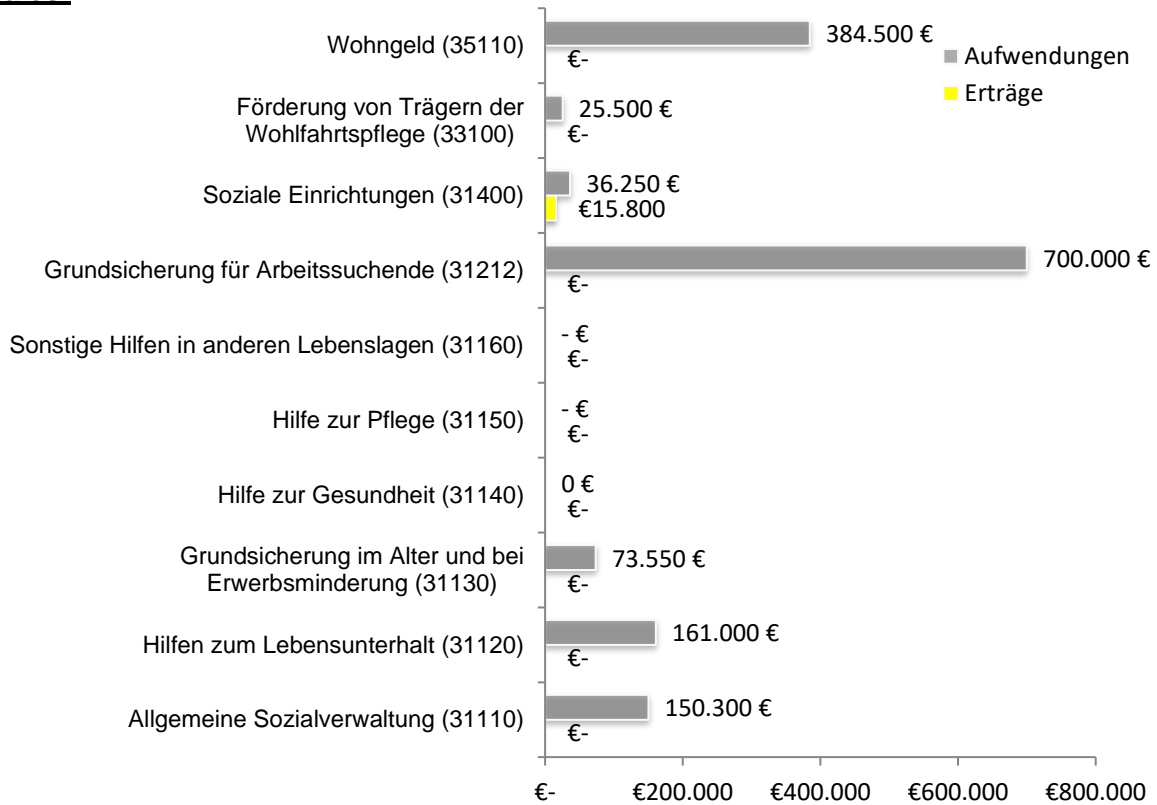 Wohngeld (35110)
384.500 €
€-
Aufwendungen
Erträge
Förderung von Trägern der
Wohlfahrtspflege (33100)
25.500 €
€-
Soziale Einrichtungen (31400)
36.250 €
€15.800
Grundsicherung für Arbeitssuchende (31212)
700.000 €
€-
Sonstige Hilfen in anderen Lebenslagen (31160)
- €
€-
Hilfe zur Pflege (31150)
- €
€-
Hilfe zur Gesundheit (31140)
0 €
€-
Grundsicherung im Alter und bei
Erwerbsminderung (31130)
73.550 €
€-
Hilfen zum Lebensunterhalt (31120)
161.000 €
€-
Allgemeine Sozialverwaltung (31110)
150.300 €
€-
€- €200.000 €400.000 €600.000 €800.000